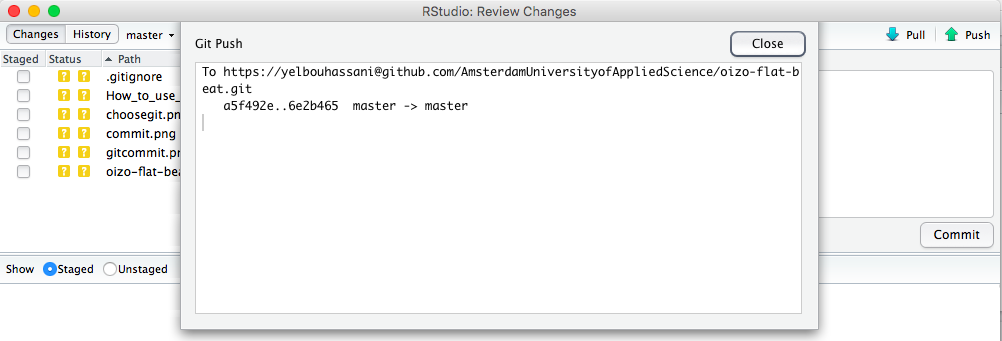 RStudio: Review Changes
Changes History master Pull Push
Git Push Close
Staged Status Path
.gitignore
How_to_use_
choosegit.pn
commit.png
gitcommit.pn
oizo-flat-bea
To https://yelbouhassani@github.com/AmsterdamUniversityofAppliedScience/oizo-flat-b
eat.git
a5f492e..6e2b465 master -> master
Commit
Show Staged Unstaged